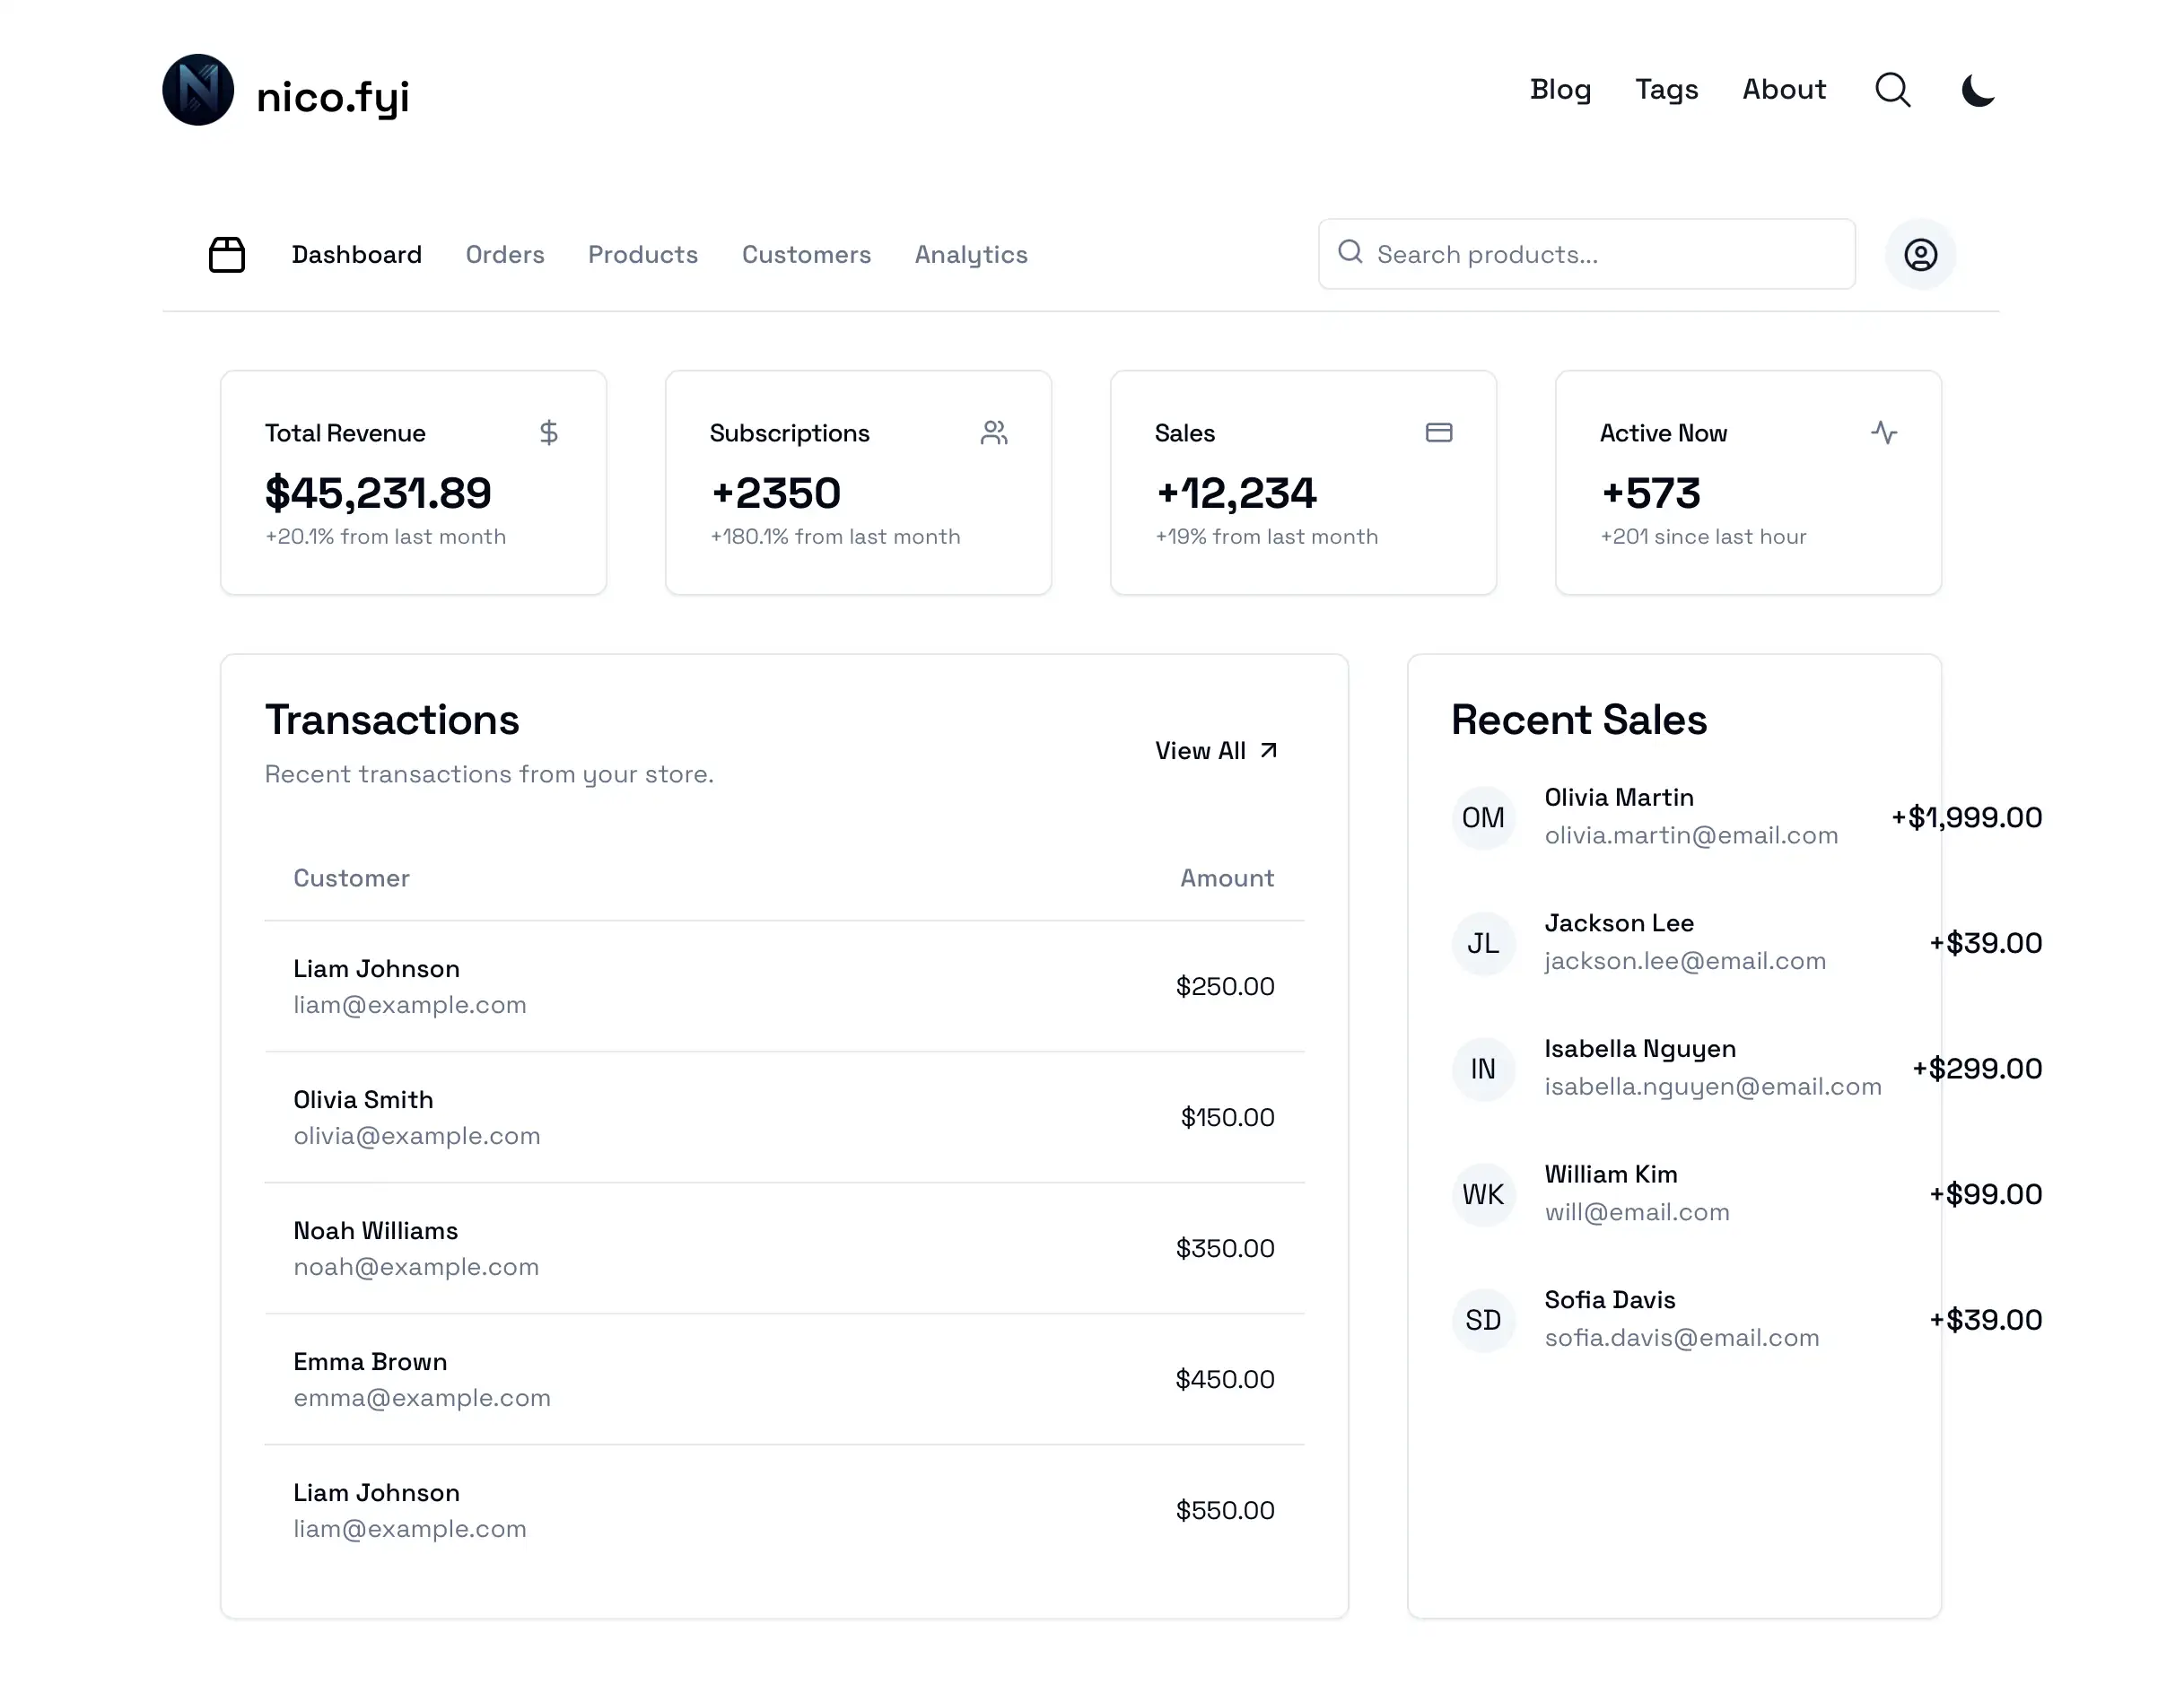 nico.fyi
Blog Tags About
Dashboard Orders Products Customers Analytics
Search products...
Total Revenue
$45,231.89
+20.1% from last month
Subscriptions
+2350
+180.1% from last month
Sales
+12,234
+19% from last month
Active Now
+573
+201 since last hour
Transactions
Recent transactions from your store.
View All
Customer Amount
Liam Johnson
liam@example.com
$250.00
Olivia Smith
olivia@example.com
$150.00
Noah Williams
noah@example.com
$350.00
Emma Brown
emma@example.com
$450.00
Liam Johnson
liam@example.com
$550.00
Recent Sales
OM
Olivia Martin
olivia.martin@email.com
+$1,999.00
JL
Jackson Lee
jackson.lee@email.com
+$39.00
IN
Isabella Nguyen
isabella.nguyen@email.com
+$299.00
WK
William Kim
will@email.com
+$99.00
SD
Sofia Davis
sofia.davis@email.com
+$39.00